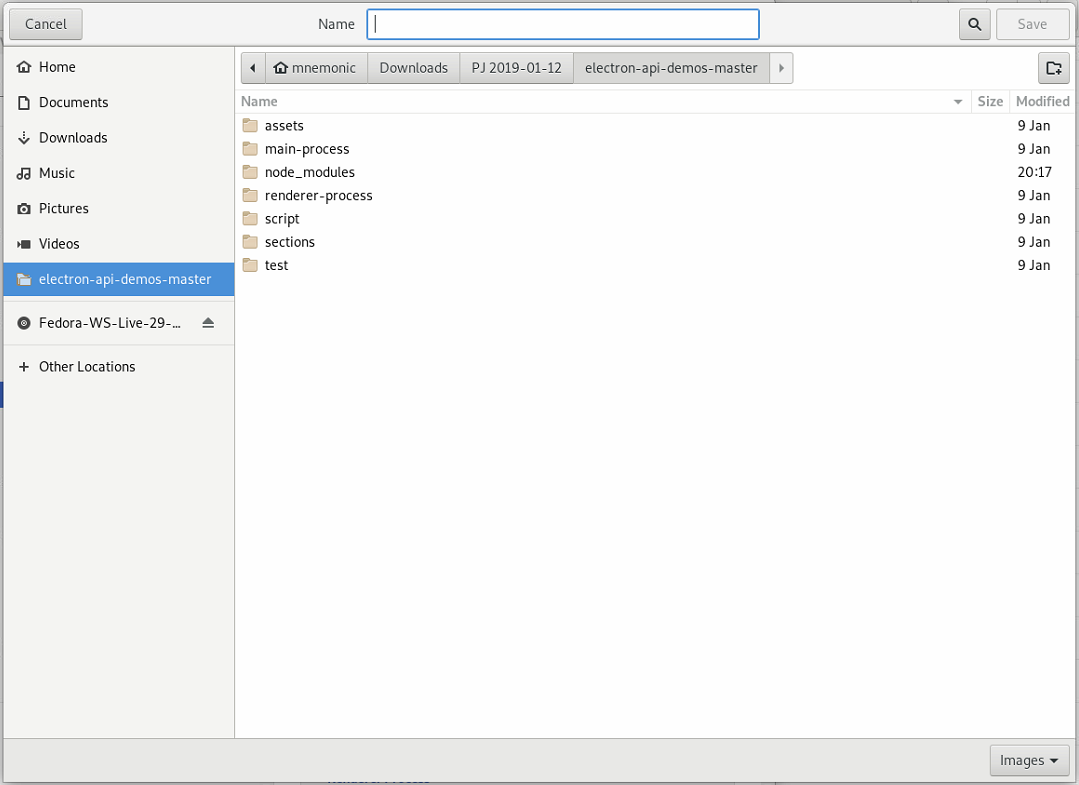 Cancel Name Save
Home
Documents
Downloads
Music
Pictures
Videos
electron-api-demos-master
Fedora-WS-Live-29-...
Other Locations
mnemonic Downloads PJ 2019-01-12 electron-api-demos-master
Name Size Modified
assets 9 Jan
main-process 9 Jan
node_modules 20:17
renderer-process 9 Jan
script 9 Jan
sections 9 Jan
test 9 Jan
Images